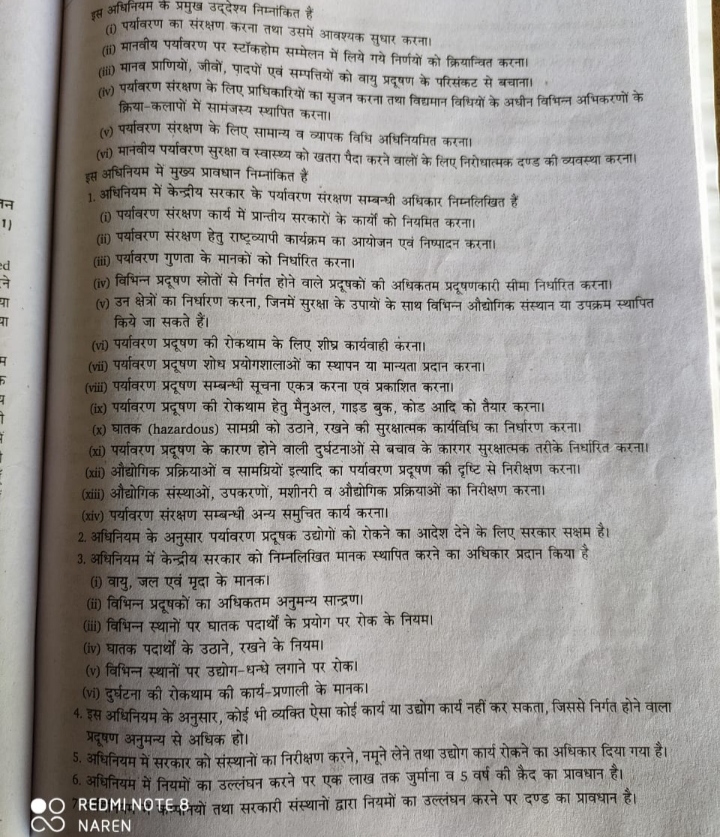 इस अधिनियम के प्रमुख उद्देश्य निम्नांकित हैं
(i) पर्यावरण का संरक्षण करना तथा उसमें आवश्यक सुधार करना।
(ii) मानवीय पर्यावरण पर स्टॉकहोम सम्मेलन में लिये गये निर्णयों को क्रियान्वित करना।
(iii) मानव प्राणियों, जीवों, पादपों एवं सम्पत्तियों को वायु प्रदूषण के परिसंकट से बचाना।
(iv) पर्यावरण संरक्षण के लिए प्राधिकारियों का सृजन करना तथा विद्यमान विधियों के अधीन विभिन्न अभिकरणों के
क्रिया-कलापों में सामंजस्य स्थापित करना।
(v) पर्यावरण संरक्षण के लिए सामान्य व व्यापक विधि अधिनियमित करना।
(vi) मानवीय पर्यावरण सुरक्षा व स्वास्थ्य को खतरा पैदा करने वालों के लिए निरोधात्मक दण्ड की व्यवस्था करना।
इस अधिनियम में मुख्य प्रावधान निम्नांकित हैं
1. अधिनियम में केन्द्रीय सरकार के पर्यावरण संरक्षण सम्बन्धी अधिकार निम्नलिखित हैं
(i) पर्यावरण संरक्षण कार्य में प्रान्तीय सरकारों के कार्यों को नियमित करना।
(ii) पर्यावरण संरक्षण हेतु राष्ट्रव्यापी कार्यक्रम का आयोजन एवं निष्पादन करना।
(iii) पर्यावरण गुणता के मानकों को निर्धारित करना।
(iv) विभिन्न प्रदूषण स्रोतों से निर्गत होने वाले प्रदूषकों की अधिकतम प्रदूषणकारी सीमा निर्धारित करना।
(v) उन क्षेत्रों का निर्धारण करना, जिनमें सुरक्षा के उपायों के साथ विभिन्न औद्योगिक संस्थान या उपक्रम स्थापित
किये जा सकते हैं।
(vi) पर्यावरण प्रदूषण की रोकथाम के लिए शीघ्र कार्यवाही करना।
(vii) पर्यावरण प्रदूषण शोध प्रयोगशालाओं का स्थापन या मान्यता प्रदान करना।
(viii) पर्यावरण प्रदूषण सम्बन्धी सूचना एकत्र करना एवं प्रकाशित करना।
(ix) पर्यावरण प्रदूषण की रोकथाम हेतु मैनुअल, गाइड बुक, कोड आदि को तैयार करना।
(x) घातक (hazardous) सामग्री को उठाने, रखने की सुरक्षात्मक कार्यविधि का निर्धारण करना।
(xi) पर्यावरण प्रदूषण के कारण होने वाली दुर्घटनाओं से बचाव के कारगर सुरक्षात्मक तरीके निर्धारित करना।
(xii) औद्योगिक प्रक्रियाओं व सामग्रियों इत्यादि का पर्यावरण प्रदूषण की दृष्टि से निरीक्षण करना।
(xiii) औद्योगिक संस्थाओं, उपकरणों, मशीनरी व औद्योगिक प्रक्रियाओं का निरीक्षण करना।
(xiv) पर्यावरण संरक्षण सम्बन्धी अन्य समुचित कार्य करना।
2. अधिनियम के अनुसार पर्यावरण प्रदूषक उद्योगों को रोकने का आदेश देने के लिए सरकार सक्षम है।
3. अधिनियम में केन्द्रीय सरकार को निम्नलिखित मानक स्थापित करने का अधिकार प्रदान किया है
(i) वायु, जल एवं मृदा के मानक।
(ii) विभिन्न प्रदूषकों का अधिकतम अनुमन्य सान्द्रण।
(iii) विभिन्न स्थानों पर घातक पदार्थों के प्रयोग पर रोक के नियम।
(iv) घातक पदार्थों के उठाने, रखने के नियम।
(v) विभिन्न स्थानों पर उद्योग-धन्धे लगाने पर रोक।
(vi) दुर्घटना की रोकथाम की कार्य-प्रणाली के मानक।
4. इस अधिनियम के अनुसार, कोई भी व्यक्ति ऐसा कोई कार्य या उद्योग कार्य नहीं कर सकता, जिससे निर्गत होने वाला
प्रदूषण अनुमन्य से अधिक हो।
5. अधिनियम में सरकार को संस्थानों का निरीक्षण करने, नमूने लेने तथा उद्योग कार्य रोकने का अधिकार दिया गया है।
6. अधिनियम में नियमों का उल्लंघन करने पर एक लाख तक जुर्माना व 5 वर्ष की क़ैद का प्रावधान है।
7. तथा सरकारी संस्थानों द्वारा नियमों का उल्लंघन करने पर दण्ड का प्रावधान है।
REDMI NOTE 8
NAREN